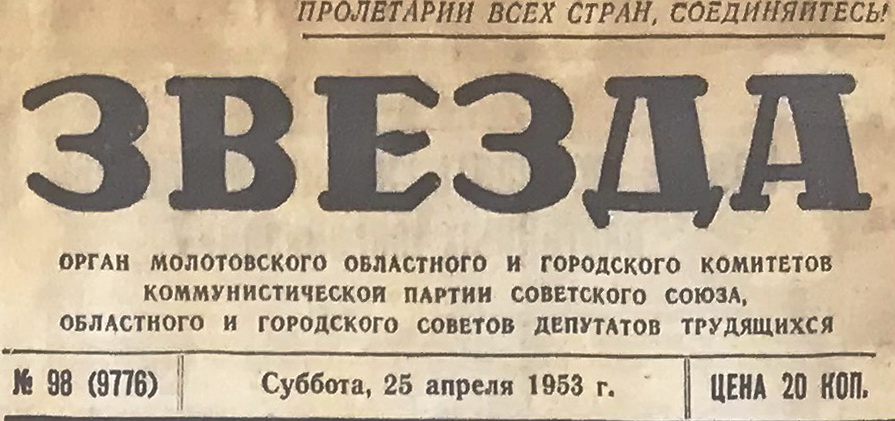 ПРОЛЕТАРИИ ВСЕХ СТРАН, СОЕДИНЯЙТЕСЬ!
ЗВЕЗДА
ОРГАН МОЛОТОВСКОГО ОБЛАСТНОГО И ГОРОДСКОГО КОМИТЕТОВ
КОММУНИСТИЧЕСКОЙ ПАРТИИ СОВЕТСКОГО СОЮЗА,
ОБЛАСТНОГО И ГОРОДСКОГО СОВЕТОВ ДЕПУТАТОВ ТРУДЯЩИХСЯ
№ 98 (9776) Суббота, 25 апреля 1953 г. ЦЕНА 20 КОП.